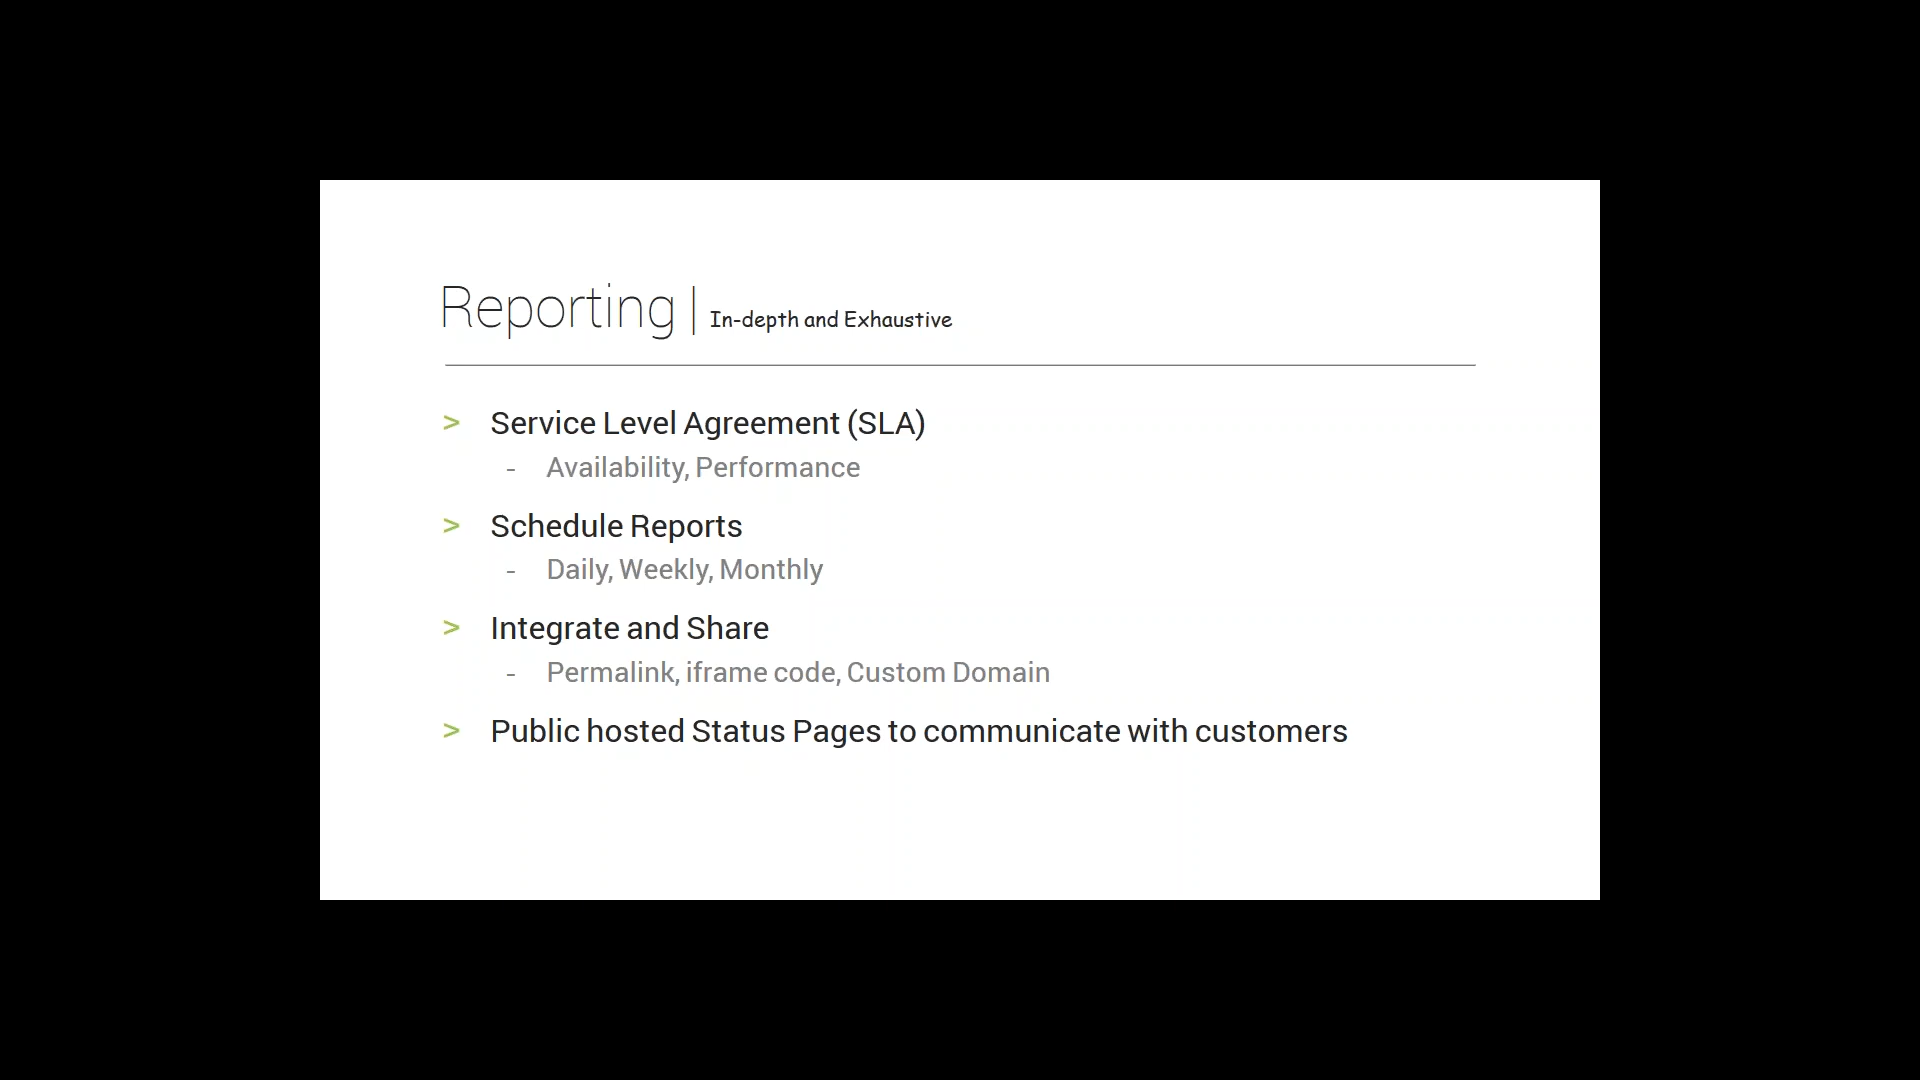 Reporting | In-depth and Exhaustive
> Service Level Agreement (SLA)
- Availability, Performance
> Schedule Reports
- Daily, Weekly, Monthly
> Integrate and Share
- Permalink, iframe code, Custom Domain
> Public hosted Status Pages to communicate with customers